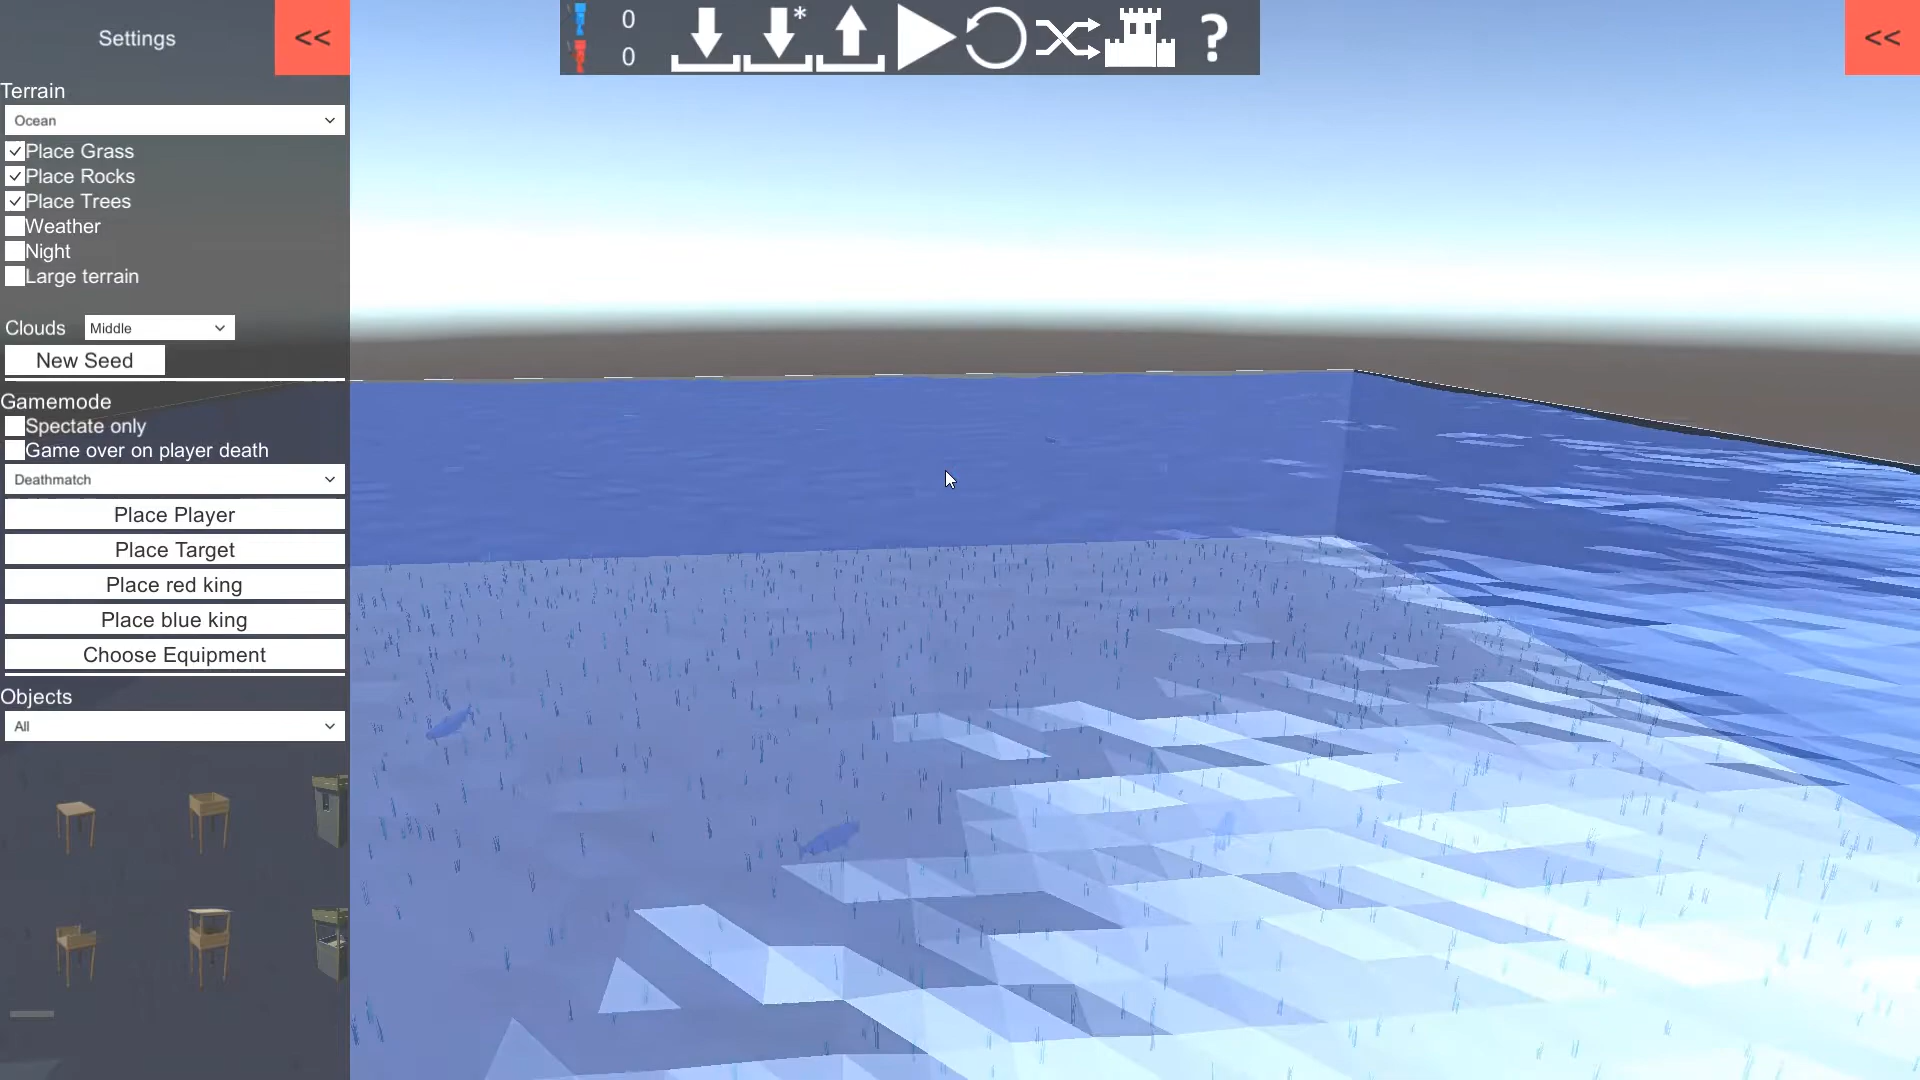 Settings
<<
0
0
*
?
<<
Terrain
Ocean
Place Grass
Place Rocks
Place Trees
Weather
Night
Large terrain
Clouds Middle
New Seed
Gamemode
Spectate only
Game over on player death
Deathmatch
Place Player
Place Target
Place red king
Place blue king
Choose Equipment
Objects
All